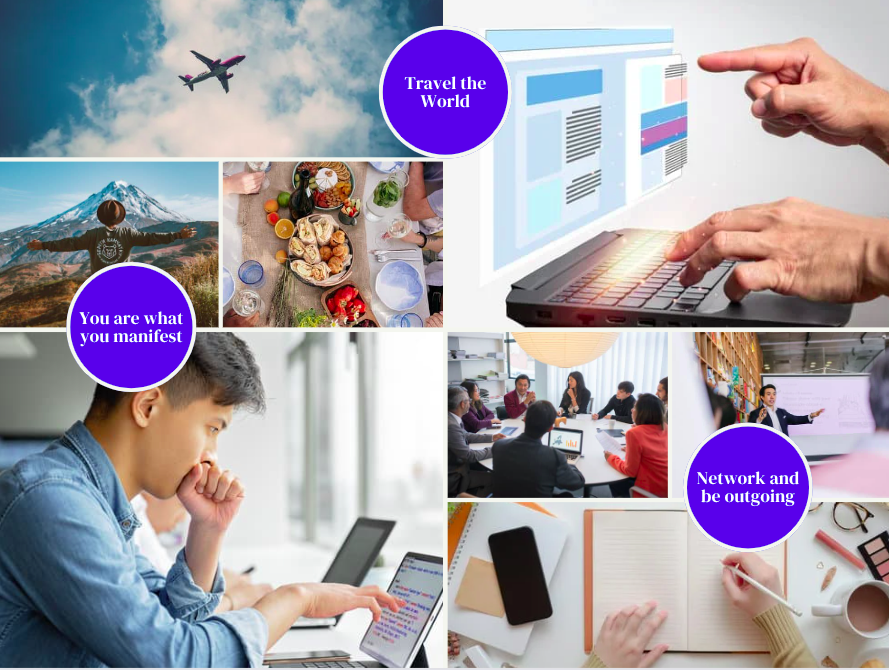 Travel the
World
You are what
you manifest
Network and
be outgoing